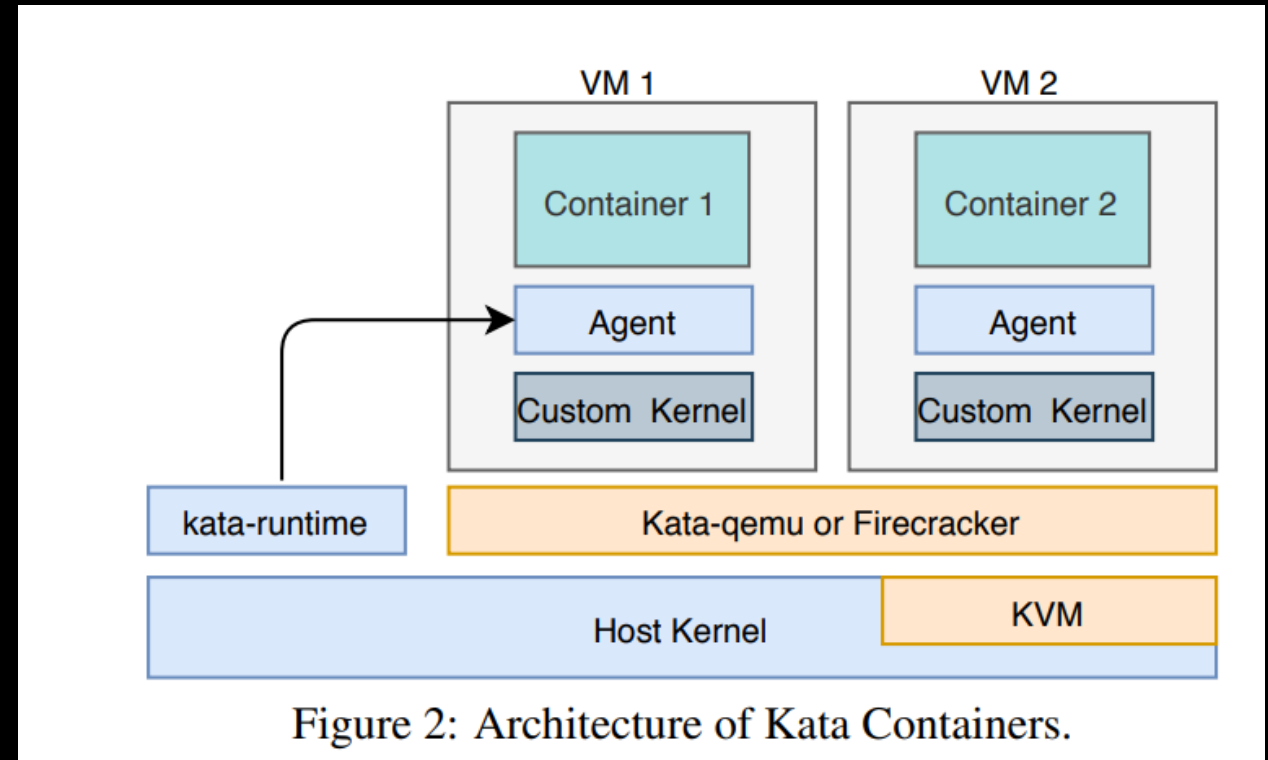 VM 1
VM 2
Container 1
Container 2
Agent
Agent
Custom Kernel
Custom Kernel
kata-runtime
Kata-qemu or Firecracker
Host Kernel
KVM
Figure 2: Architecture of Kata Containers.